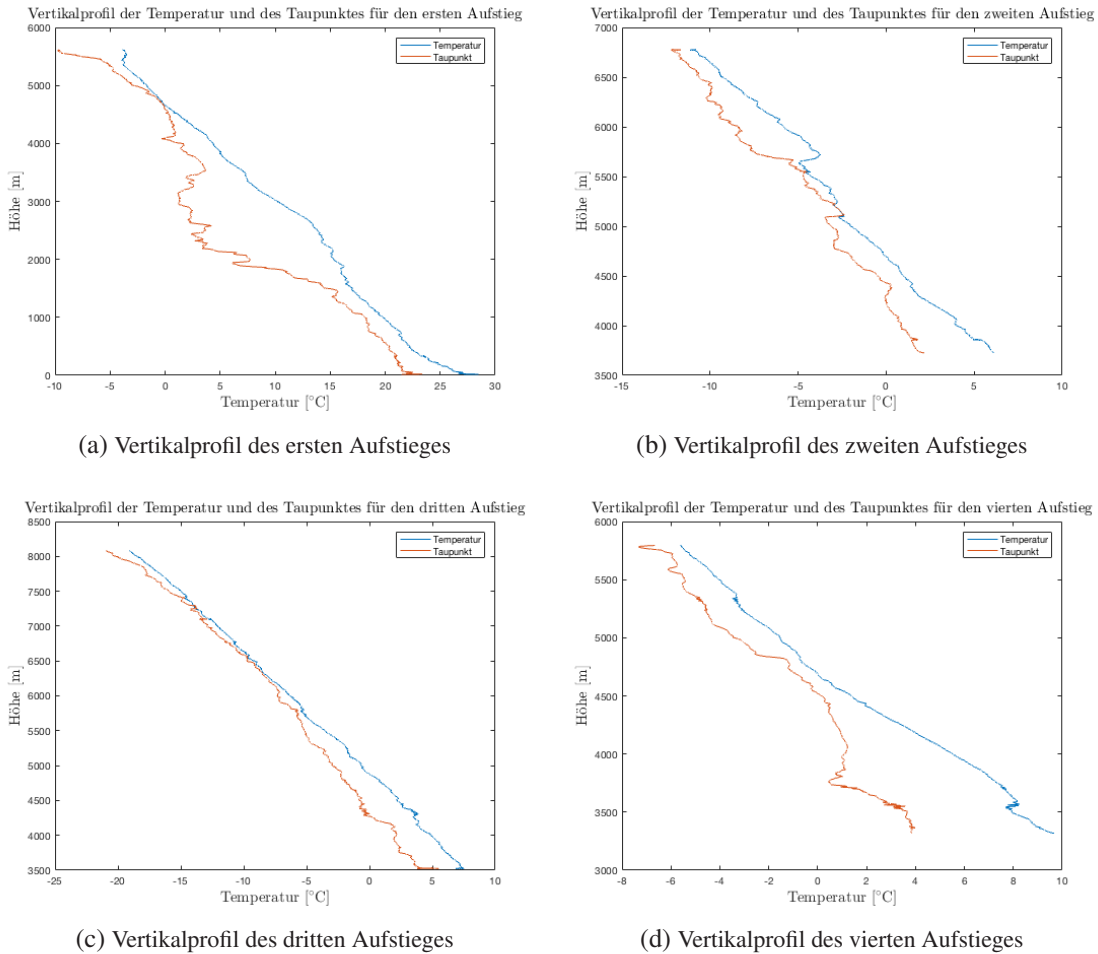 Vertikalprofil der Temperatur und des Taupunktes für den ersten Aufstieg
6000
5000
4000
3000
2000
1000
0
Höhe [m]
-10 -5 0 5 10 15 20 25 30
Temperatur [°C]
Temperatur
Taupunkt
(a) Vertikalprofil des ersten Aufstieges
Vertikalprofil der Temperatur und des Taupunktes für den zweiten Aufstieg
7000
6500
6000
5500
5000
4500
4000
3500
Höhe [m]
-15 -10 -5 0 5 10
Temperatur [°C]
Temperatur
Taupunkt
(b) Vertikalprofil des zweiten Aufstieges
Vertikalprofil der Temperatur und des Taupunktes für den dritten Aufstieg
8500
8000
7500
7000
6500
6000
5500
5000
4500
4000
3500
Höhe [m]
-25 -20 -15 -10 -5 0 5 10
Temperatur [°C]
Temperatur
Taupunkt
(c) Vertikalprofil des dritten Aufstieges
Vertikalprofil der Temperatur und des Taupunktes für den vierten Aufstieg
6000
5500
5000
4500
4000
3500
3000
Höhe [m]
-8 -6 -4 -2 0 2 4 6 8 10
Temperatur [°C]
Temperatur
Taupunkt
(d) Vertikalprofil des vierten Aufstieges